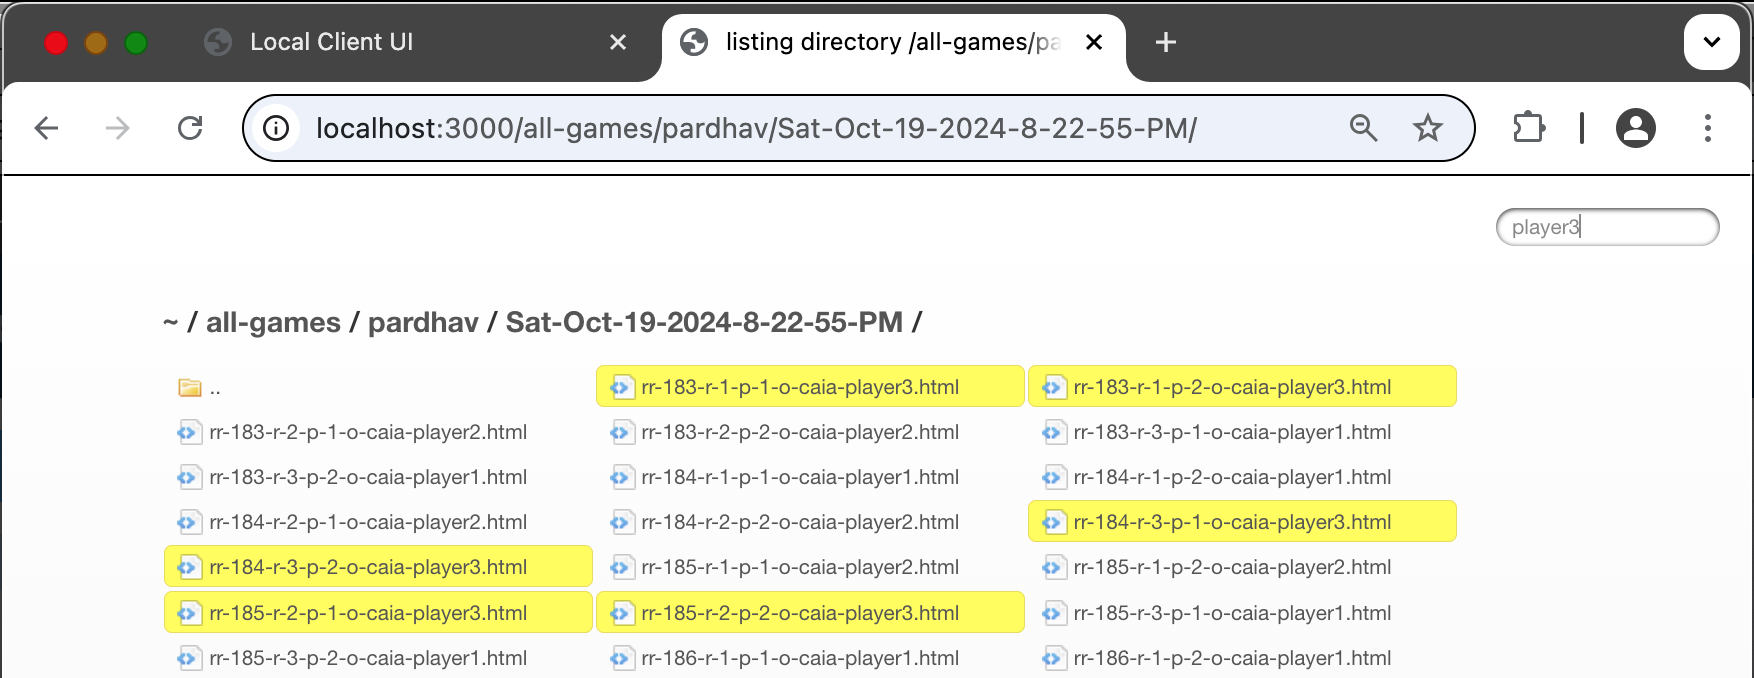 Local Client UI
listing directory /all-games/pa
localhost:3000/all-games/pardhav/Sat-Oct-19-2024-8-22-55-PM/
player3
~ / all-games / pardhav / Sat-Oct-19-2024-8-22-55-PM /
.. rr-183-r-1-p-1-o-caia-player3.html rr-183-r-1-p-2-o-caia-player3.html
rr-183-r-2-p-1-o-caia-player2.html rr-183-r-2-p-2-o-caia-player2.html rr-183-r-3-p-1-o-caia-player1.html
rr-183-r-3-p-2-o-caia-player1.html rr-184-r-1-p-1-o-caia-player1.html rr-184-r-1-p-2-o-caia-player1.html
rr-184-r-2-p-1-o-caia-player2.html rr-184-r-2-p-2-o-caia-player2.html rr-184-r-3-p-1-o-caia-player3.html
rr-184-r-3-p-2-o-caia-player3.html rr-185-r-1-p-1-o-caia-player2.html rr-185-r-1-p-2-o-caia-player2.html
rr-185-r-2-p-1-o-caia-player3.html rr-185-r-2-p-2-o-caia-player3.html rr-185-r-3-p-1-o-caia-player1.html
rr-185-r-3-p-2-o-caia-player1.html rr-186-r-1-p-1-o-caia-player1.html rr-186-r-1-p-2-o-caia-player1.html